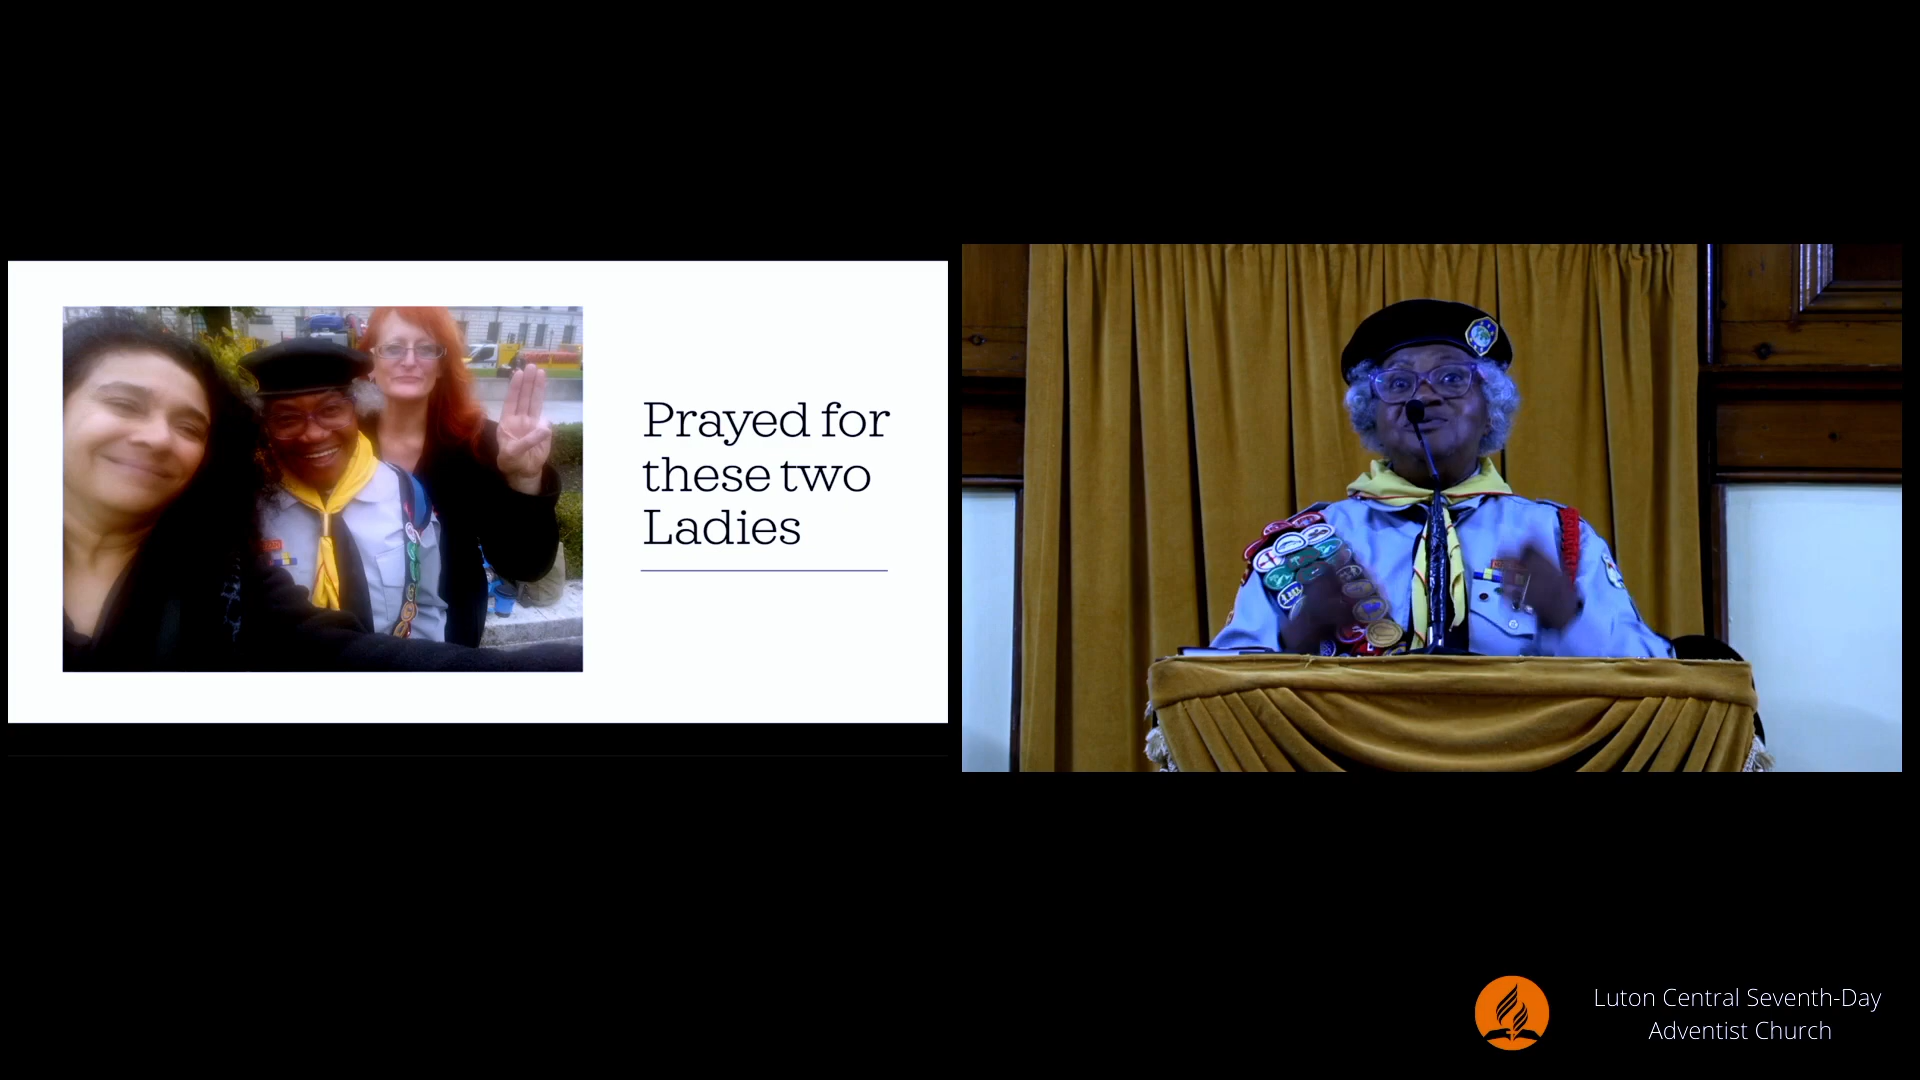 Prayed for
these two
Ladies
Luton Central Seventh-Day
Adventist Church